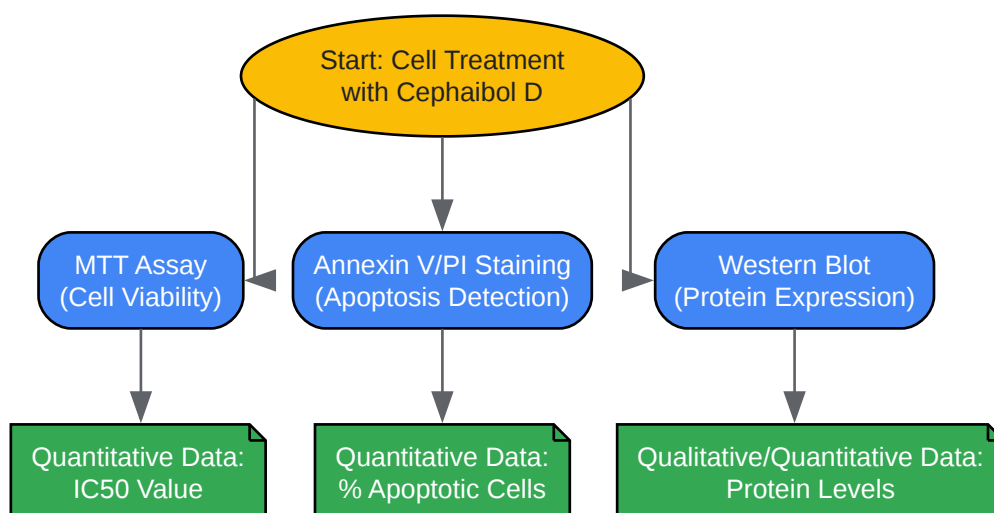 Start: Cell Treatment
with Cephaibol D
MTT Assay
(Cell Viability)
Annexin V/PI Staining
(Apoptosis Detection)
Western Blot
(Protein Expression)
Quantitative Data:
IC50 Value
Quantitative Data:
% Apoptotic Cells
Qualitative/Quantitative Data:
Protein Levels